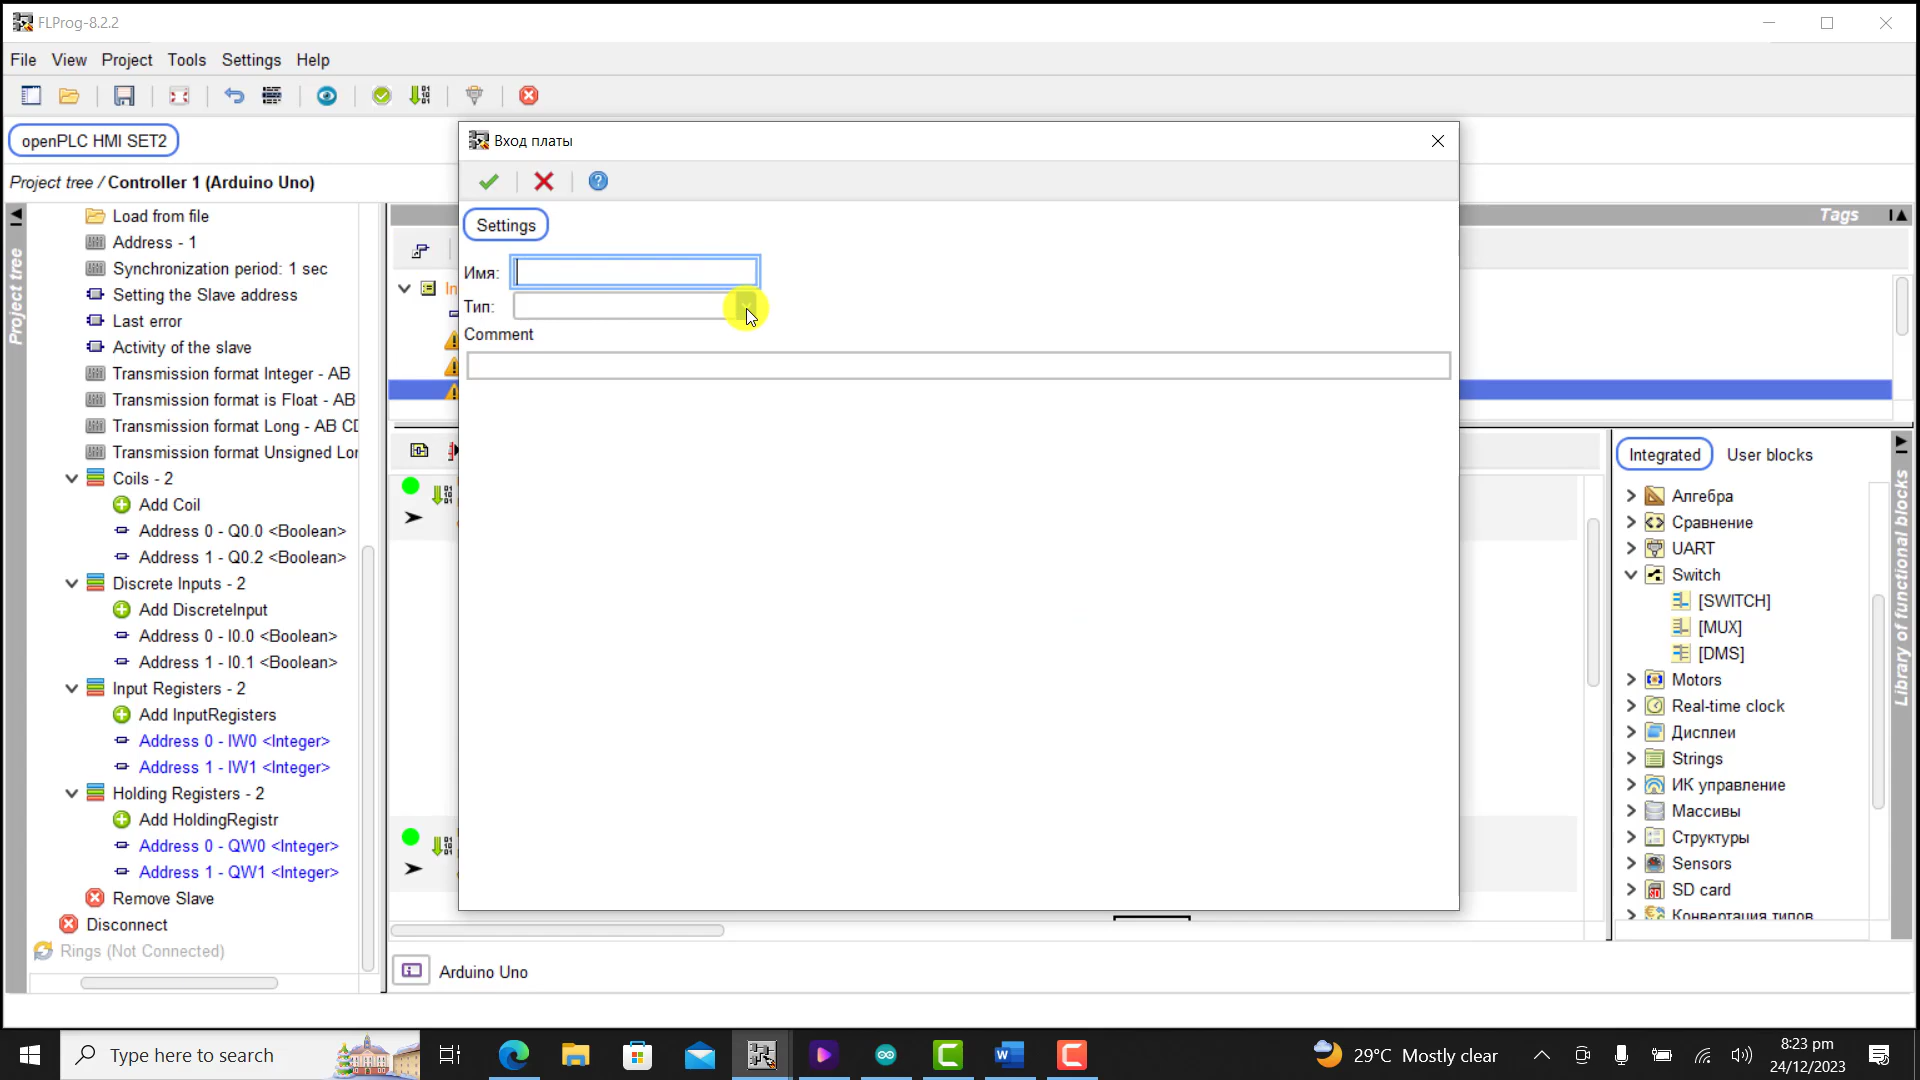 FLProg-8.2.2
File View Project Tools Settings Help
openPLC HMI SET2
Project tree / Controller 1 (Arduino Uno)
Project tree
Load from file
Address - 1
Synchronization period: 1 sec
Setting the Slave address
Last error
Activity of the slave
Transmission format Integer - AB
Transmission format is Float - AB
Transmission format Long - AB CD
Transmission format Unsigned Lon
Coils - 2
Add Coil
Address 0 - Q0.0 <Boolean>
Address 1 - Q0.2 <Boolean>
Discrete Inputs - 2
Add DiscreteInput
Address 0 - I0.0 <Boolean>
Address 1 - I0.1 <Boolean>
Input Registers - 2
Add InputRegisters
Address 0 - IW0 <Integer>
Address 1 - IW1 <Integer>
Holding Registers - 2
Add HoldingRegistr
Address 0 - QW0 <Integer>
Address 1 - QW1 <Integer>
Remove Slave
Disconnect
Rings (Not Connected)
Вход платы
Settings
Имя:
Тип:
Comment
In
Tags
Integrated User blocks
Алгебра
Сравнение
UART
Switch
[SWITCH]
[MUX]
[DMS]
Motors
Real-time clock
Дисплеи
Strings
ИК управление
Массивы
Структуры
Sensors
SD card
Конвертация типов
Library of functional blocks
Arduino Uno
Type here to search
29°C Mostly clear
8:23 pm
24/12/2023